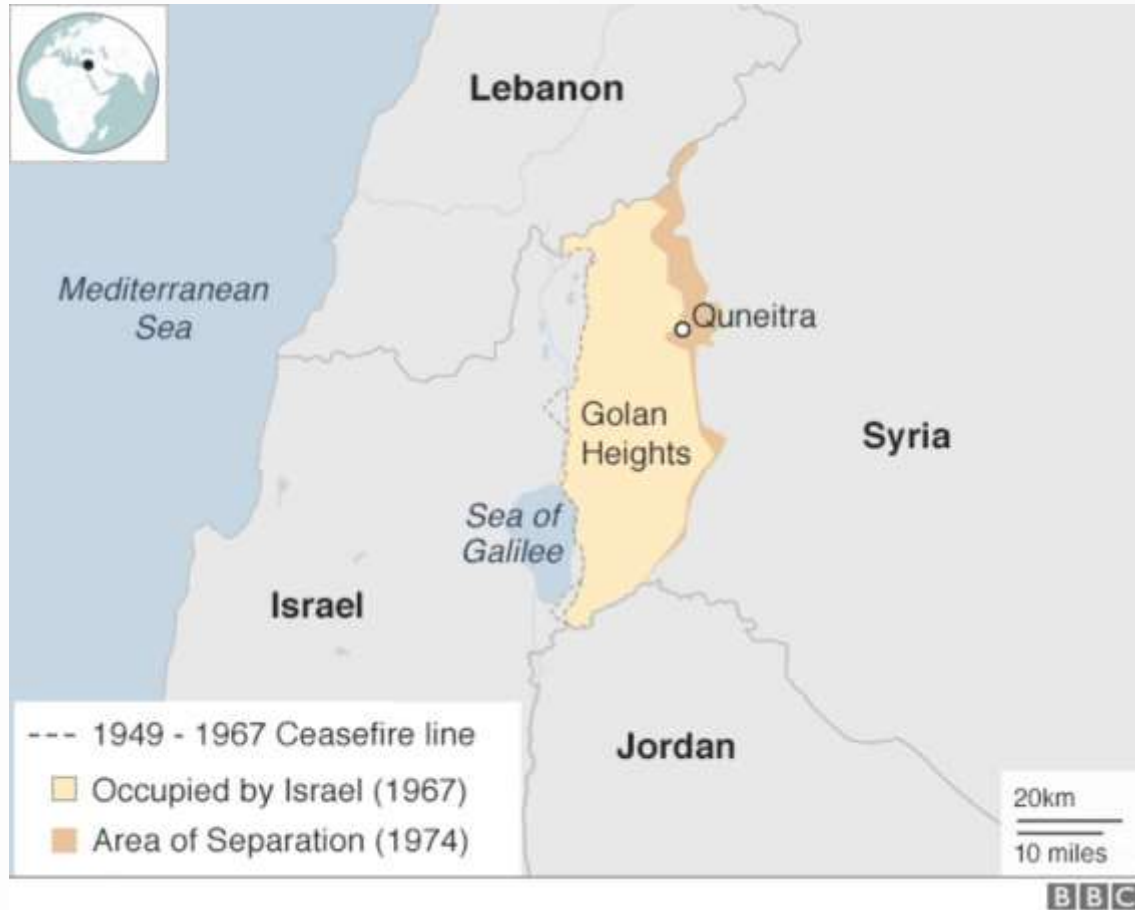 Lebanon
Mediterranean
Sea
Quneitra
Golan
Heights
Syria
Sea of
Galilee
Israel
Jordan
--- 1949 - 1967 Ceasefire line
Occupied by Israel (1967)
Area of Separation (1974)
20km
10 miles
BBC